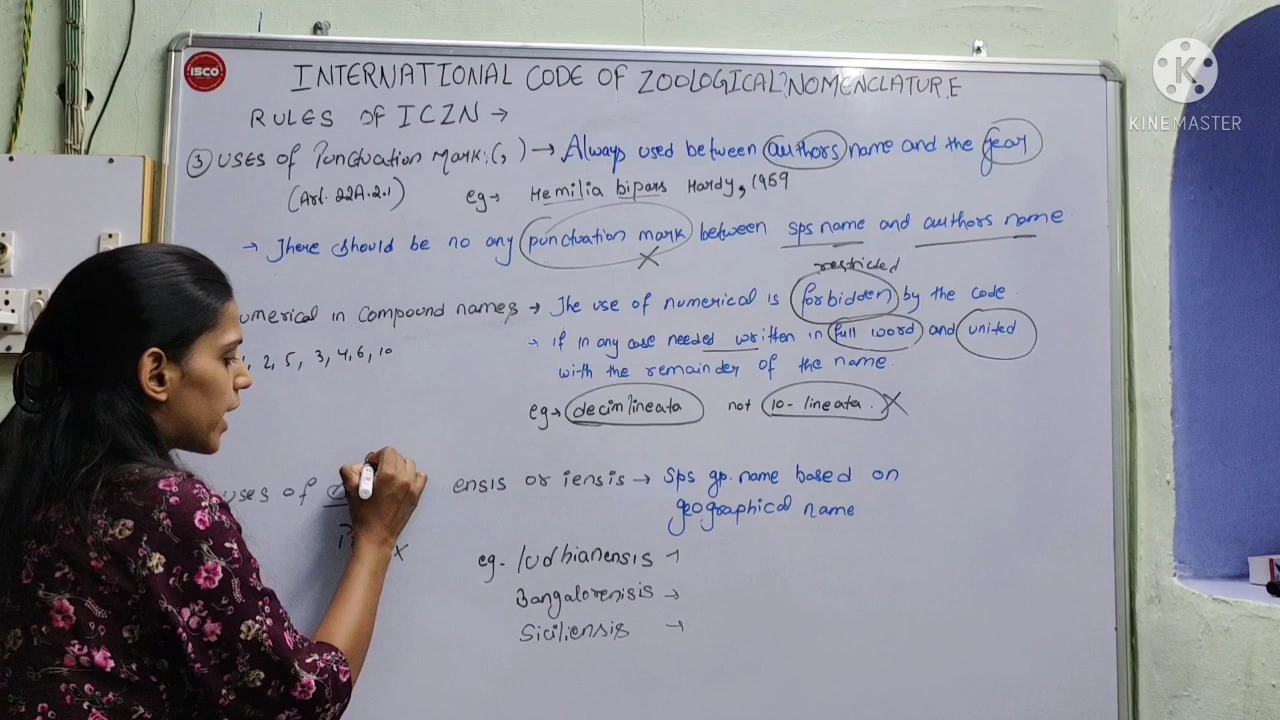 ISCO
INTERNATIONAL CODE OF ZOOLOGICAL NOMENCLATURE
RULES OF ICZN →
③ USES OF Punctuation mark:(, ) → Always used between authors name and the year
(Art. 22A.2.1) eg→ Hemilia bipars Hardy, 1959
→ There should be no any punctuation mark between sps name and authors name
restricted
umerical in compound names → The use of numerical is forbidden by the code.
1, 2, 5, 3, 4, 6, 10
→ if in any case needed written in full word and united
with the remainder of the name.
eg→ decimlineata not 10-lineata. X
uses of ensis or iensis → Sps gp. name based on
geographical name
eg- ludhianensis →
Bangalorenisis →
Siciliensis →
KINEMASTER